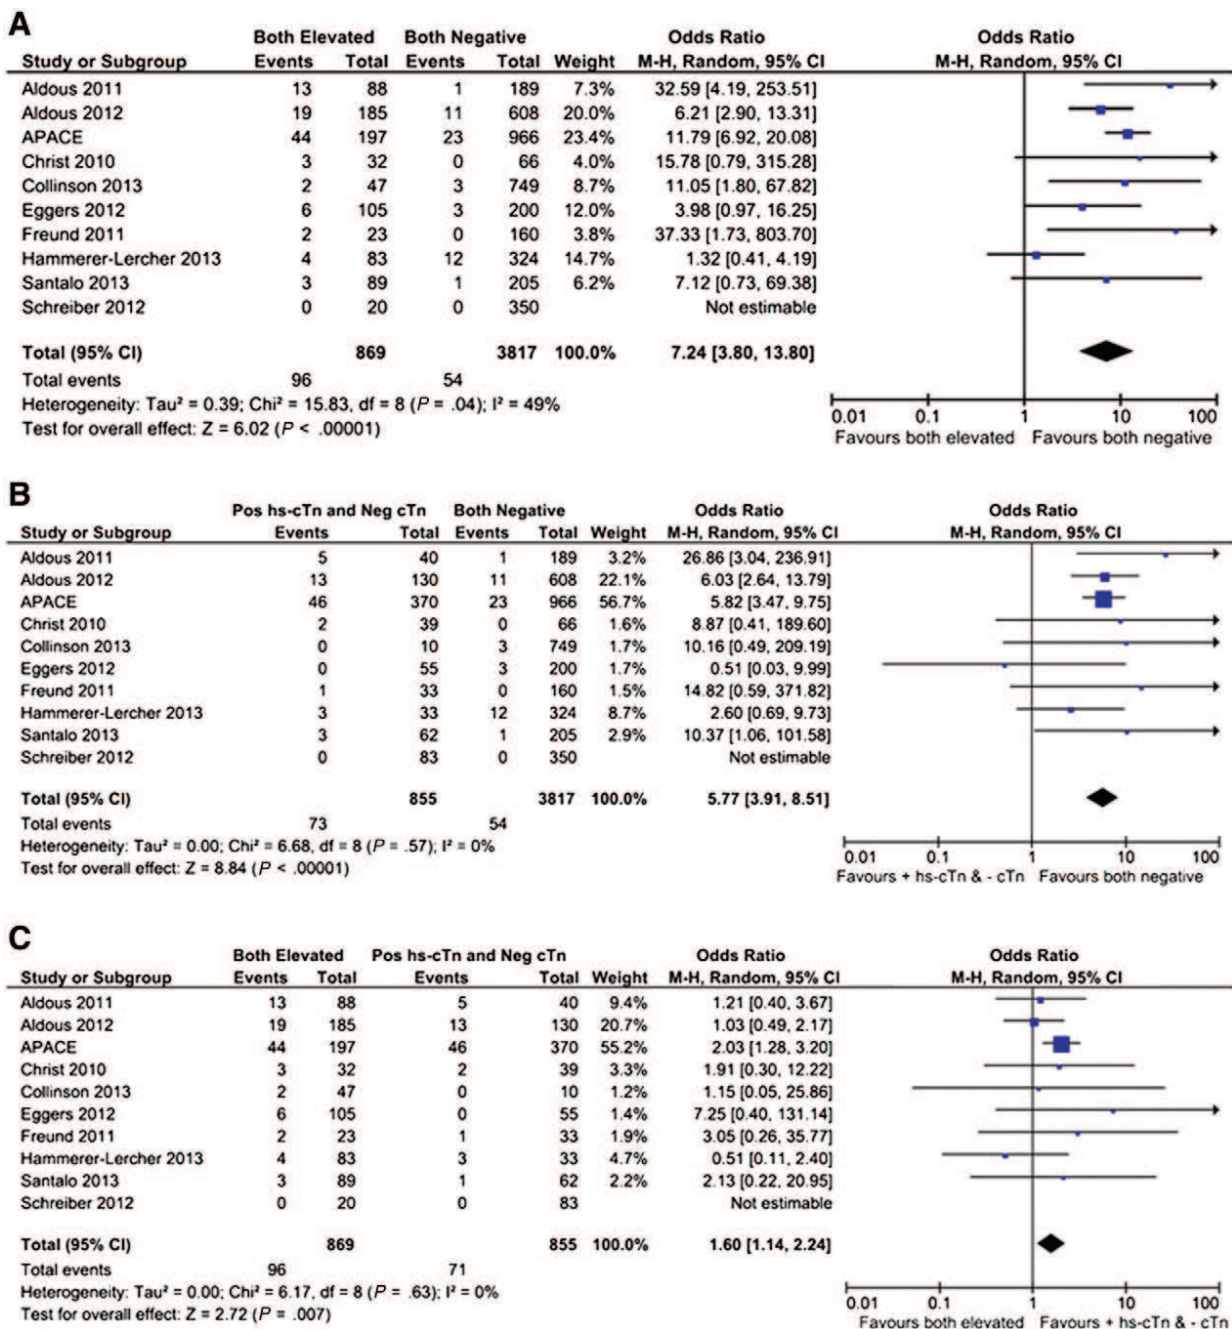 A
Both Elevated Both Negative Odds Ratio Odds Ratio
Study or Subgroup Events Total Events Total Weight M-H, Random, 95% CI M-H, Random, 95% CI
Aldous 2011 13 88 1 189 7.3% 32.59 [4.19, 253.51]
Aldous 2012 19 185 11 608 20.0% 6.21 [2.90, 13.31]
APACE 44 197 23 966 23.4% 11.79 [6.92, 20.08]
Christ 2010 3 32 0 66 4.0% 15.78 [0.79, 315.28]
Collinson 2013 2 47 3 749 8.7% 11.05 [1.80, 67.82]
Eggers 2012 6 105 3 200 12.0% 3.98 [0.97, 16.25]
Freund 2011 2 23 0 160 3.8% 37.33 [1.73, 803.70]
Hammerer-Lercher 2013 4 83 12 324 14.7% 1.32 [0.41, 4.19]
Santalo 2013 3 89 1 205 6.2% 7.12 [0.73, 69.38]
Schreiber 2012 0 20 0 350 Not estimable
Total (95% CI) 869 3817 100.0% 7.24 [3.80, 13.80]
Total events 96 54
Heterogeneity: Tau² = 0.39; Chi² = 15.83, df = 8 (P = .04); I² = 49%
Test for overall effect: Z = 6.02 (P < .00001)
0.01 0.1 1 10 100
Favours both elevated Favours both negative
B
Pos hs-cTn and Neg cTn Both Negative Odds Ratio Odds Ratio
Study or Subgroup Events Total Events Total Weight M-H, Random, 95% CI M-H, Random, 95% CI
Aldous 2011 5 40 1 189 3.2% 26.86 [3.04, 236.91]
Aldous 2012 13 130 11 608 22.1% 6.03 [2.64, 13.79]
APACE 46 370 23 966 56.7% 5.82 [3.47, 9.75]
Christ 2010 2 39 0 66 1.6% 8.87 [0.41, 189.60]
Collinson 2013 0 10 3 749 1.7% 10.16 [0.49, 209.19]
Eggers 2012 0 55 3 200 1.7% 0.51 [0.03, 9.99]
Freund 2011 1 33 0 160 1.5% 14.82 [0.59, 371.82]
Hammerer-Lercher 2013 3 33 12 324 8.7% 2.60 [0.69, 9.73]
Santalo 2013 3 62 1 205 2.9% 10.37 [1.06, 101.58]
Schreiber 2012 0 83 0 350 Not estimable
Total (95% CI) 855 3817 100.0% 5.77 [3.91, 8.51]
Total events 73 54
Heterogeneity: Tau² = 0.00; Chi² = 6.68, df = 8 (P = .57); I² = 0%
Test for overall effect: Z = 8.84 (P < .00001)
0.01 0.1 1 10 100
Favours + hs-cTn & - cTn Favours both negative
C
Both Elevated Pos hs-cTn and Neg cTn Odds Ratio Odds Ratio
Study or Subgroup Events Total Events Total Weight M-H, Random, 95% CI M-H, Random, 95% CI
Aldous 2011 13 88 5 40 9.4% 1.21 [0.40, 3.67]
Aldous 2012 19 185 13 130 20.7% 1.03 [0.49, 2.17]
APACE 44 197 46 370 55.2% 2.03 [1.28, 3.20]
Christ 2010 3 32 2 39 3.3% 1.91 [0.30, 12.22]
Collinson 2013 2 47 0 10 1.2% 1.15 [0.05, 25.86]
Eggers 2012 6 105 0 55 1.4% 7.25 [0.40, 131.14]
Freund 2011 2 23 1 33 1.9% 3.05 [0.26, 35.77]
Hammerer-Lercher 2013 4 83 3 33 4.7% 0.51 [0.11, 2.40]
Santalo 2013 3 89 1 62 2.2% 2.13 [0.22, 20.95]
Schreiber 2012 0 20 0 83 Not estimable
Total (95% CI) 869 855 100.0% 1.60 [1.14, 2.24]
Total events 96 71
Heterogeneity: Tau² = 0.00; Chi² = 6.17, df = 8 (P = .63); I² = 0%
Test for overall effect: Z = 2.72 (P = .007)
0.01 0.1 1 10 100
Favours both elevated Favours + hs-cTn & - cTn